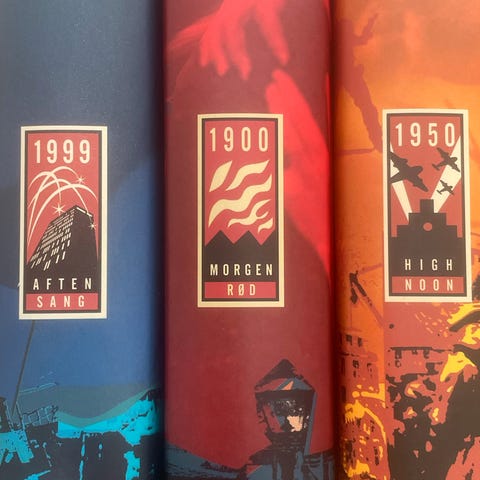 1999
AFTEN
SANG
1900
MORGEN
RØD
1950
HIGH
NOON